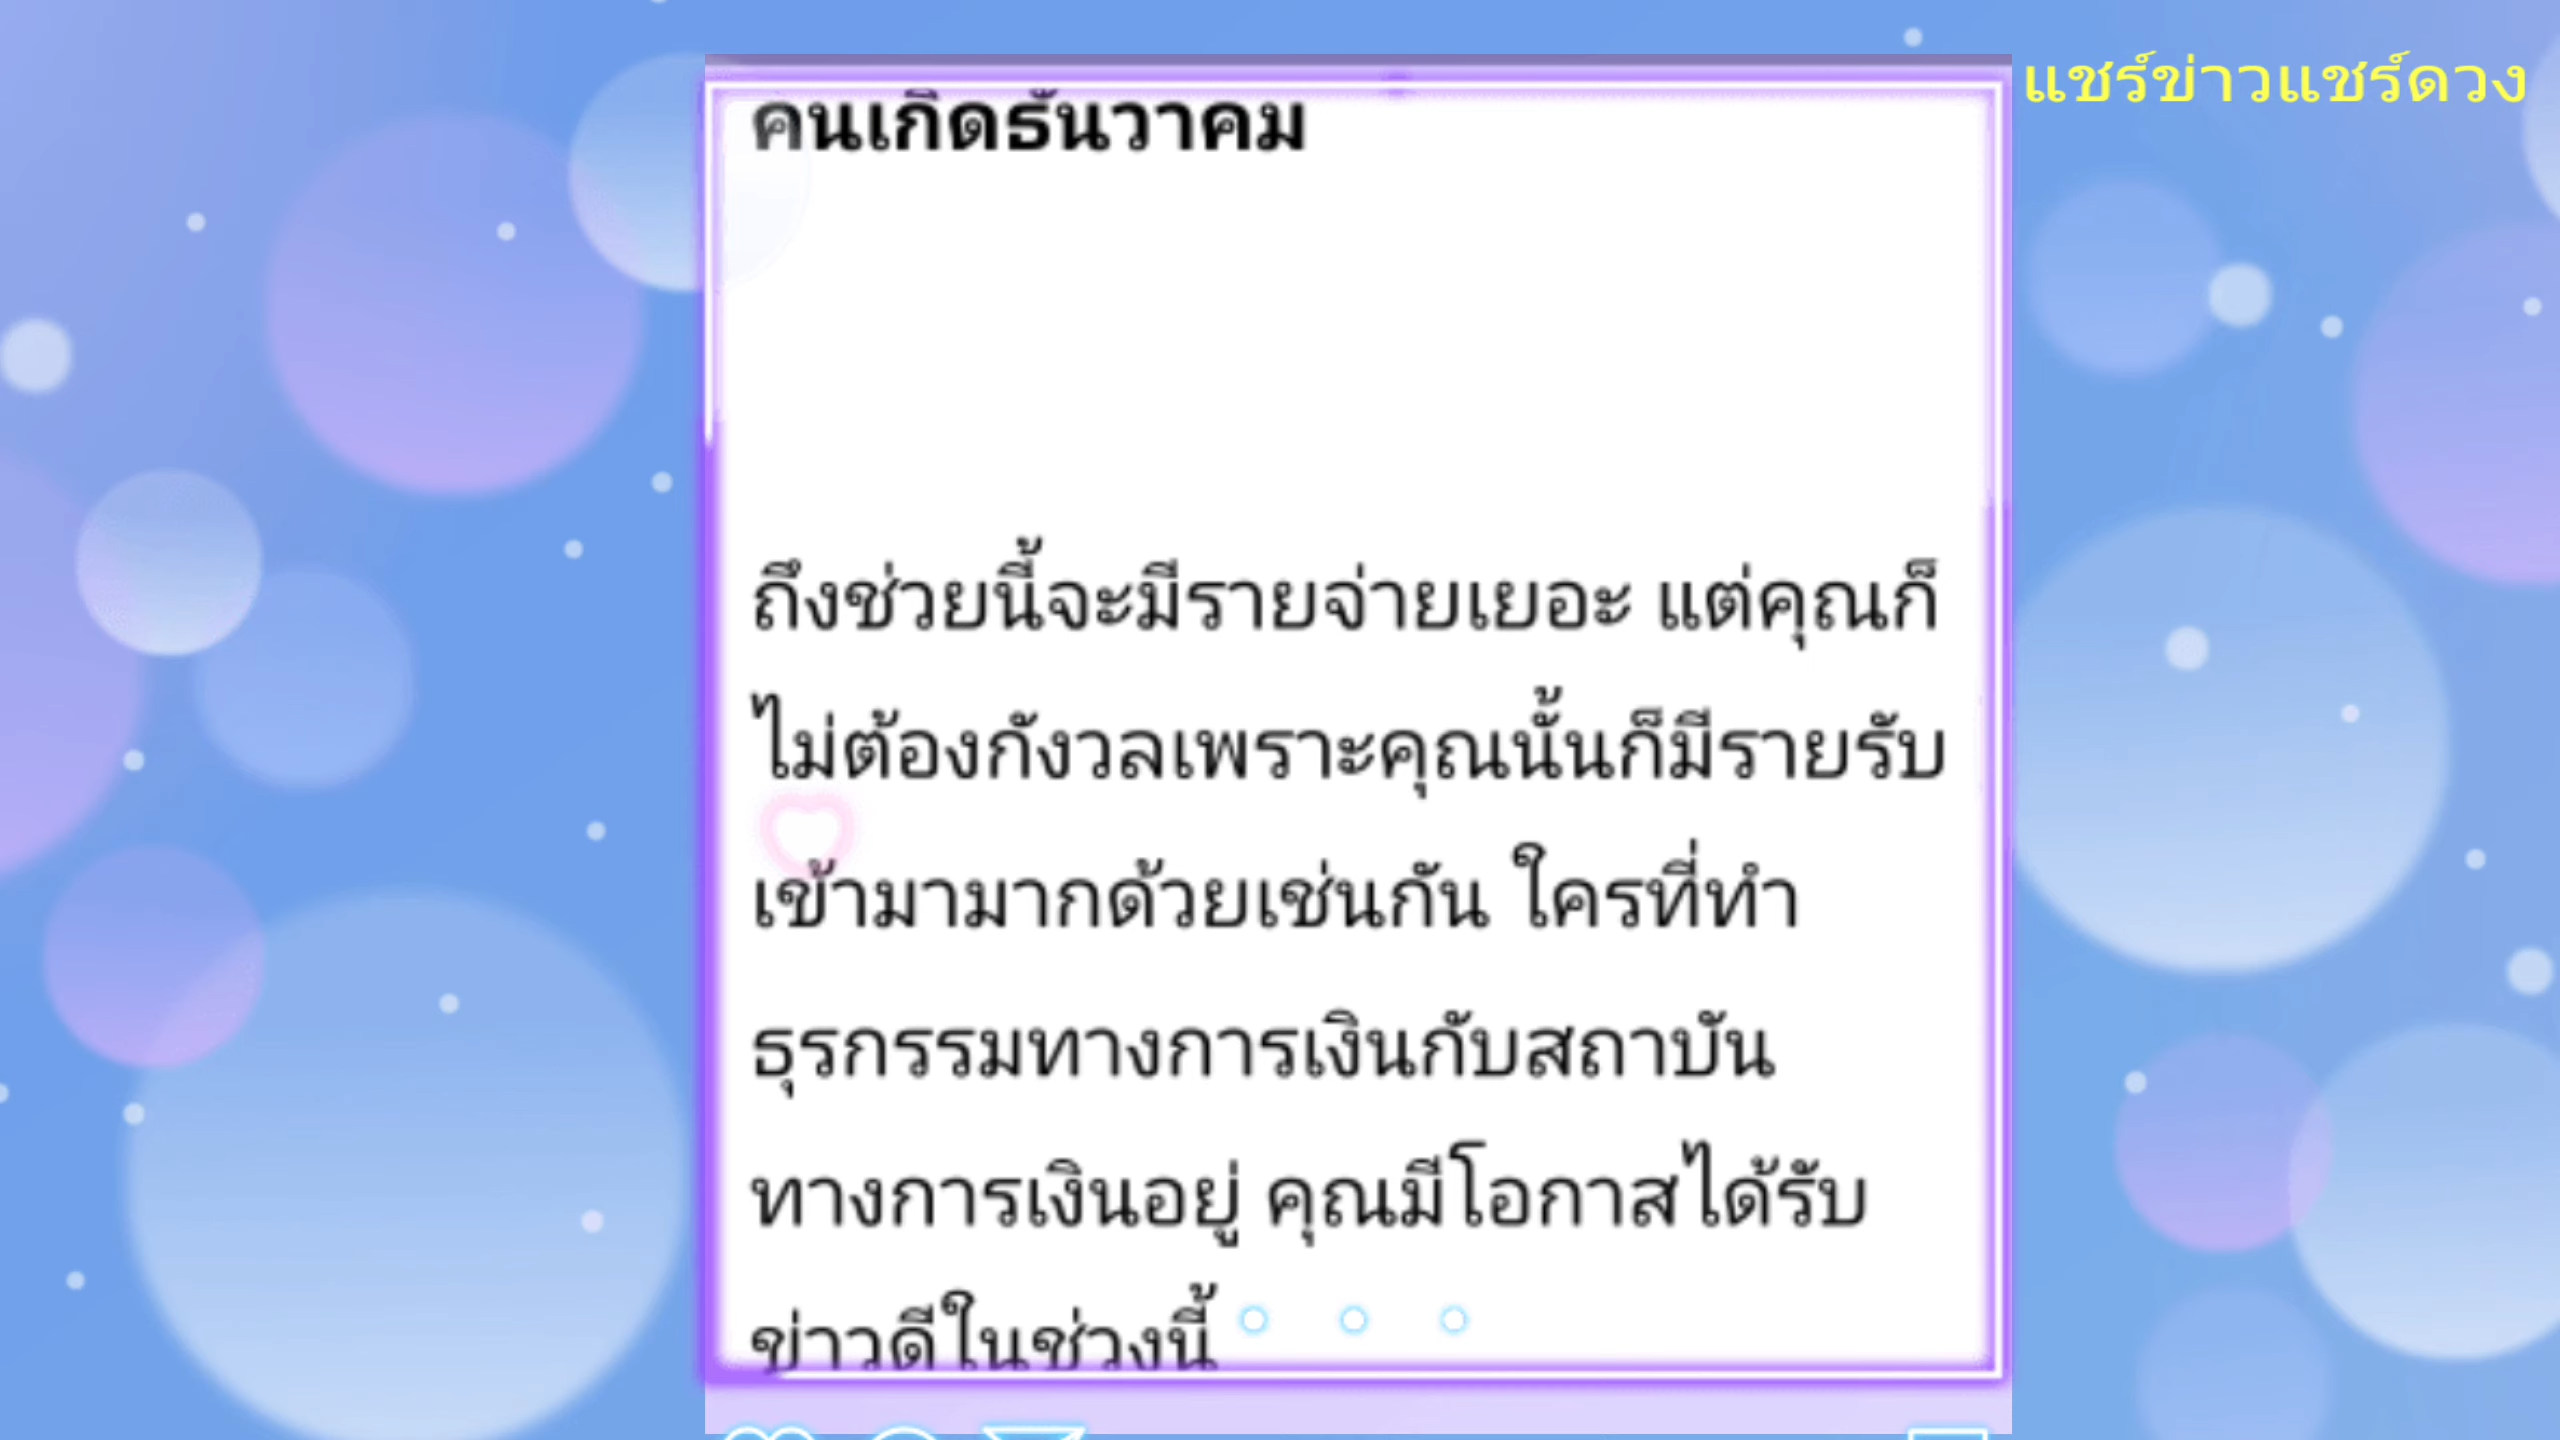 แชร์ข่าวแชร์ดวง
คนเกิดธันวาคม
ถึงช่วยนี้จะมีรายจ่ายเยอะ แต่คุณก็
ไม่ต้องกังวลเพราะคุณนั้นก็มีรายรับ
เข้ามามากด้วยเช่นกัน ใครที่ทำ
ธุรกรรมทางการเงินกับสถาบัน
ทางการเงินอยู่ คุณมีโอกาสได้รับ
ข่าวดีในช่วงนี้